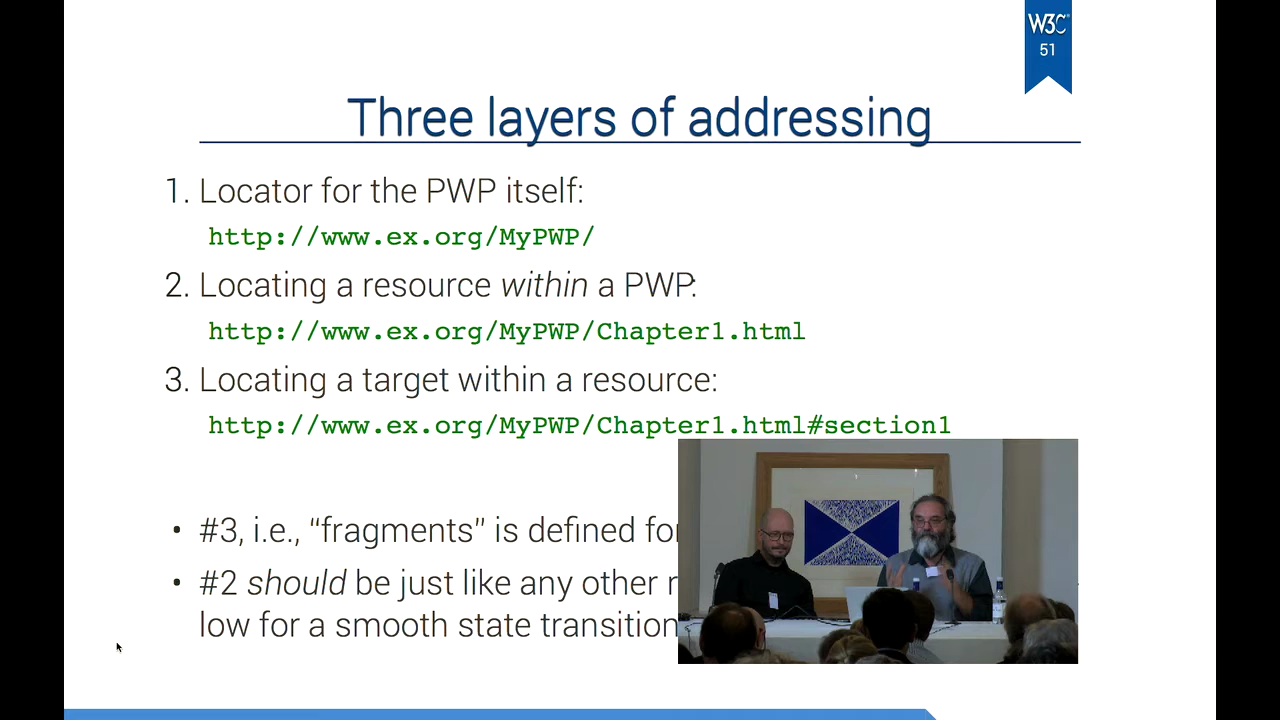 W3C
51
Three layers of addressing
1. Locator for the PWP itself:
http://www.ex.org/MyPWP/
2. Locating a resource within a PWP:
http://www.ex.org/MyPWP/Chapter1.html
3. Locating a target within a resource:
http://www.ex.org/MyPWP/Chapter1.html#section1
• #3, i.e., “fragments” is defined for
• #2 should be just like any other
low for a smooth state transition